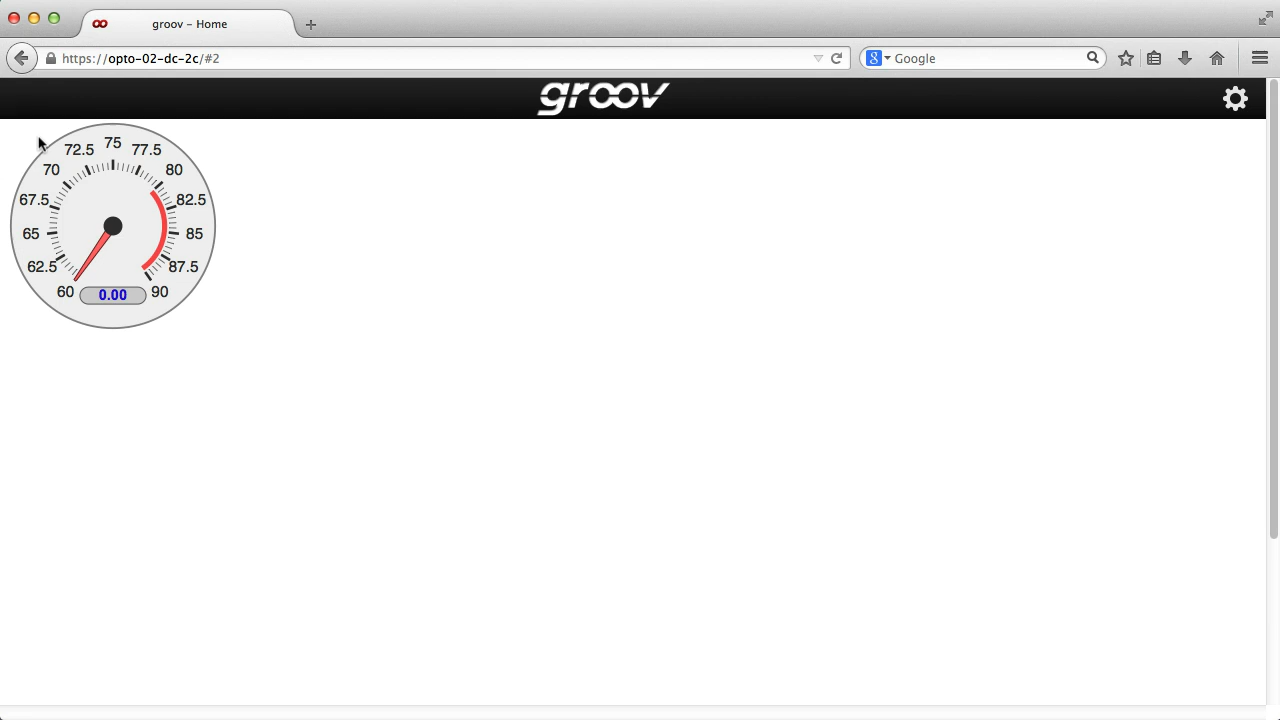 groov – Home
https://opto-02-dc-2c/#2
Google
groov
75
72.5 77.5
70 80
67.5 82.5
65 85
62.5 87.5
60 0.00 90